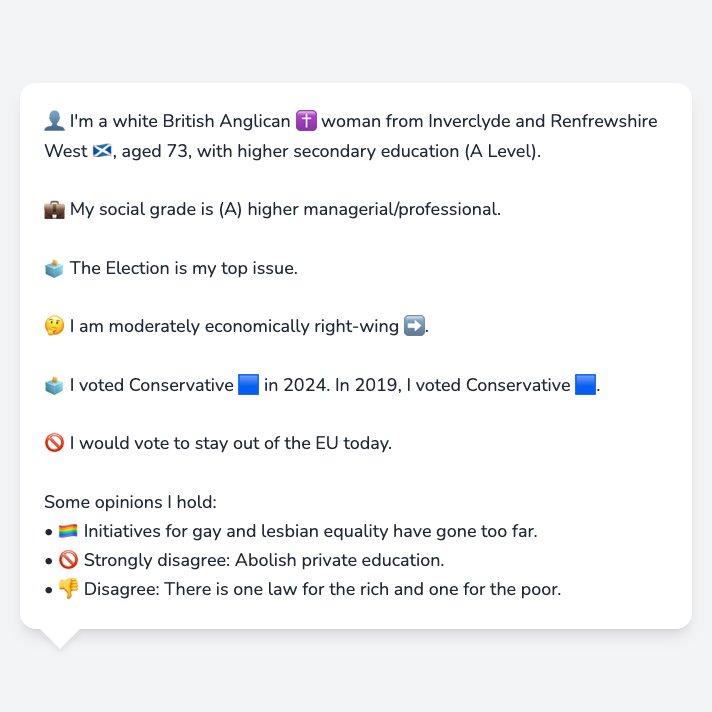 👤 I'm a white British Anglican ✝️ woman from Inverclyde and Renfrewshire
West 🏴󠁧󠁢󠁳󠁣󠁴󠁿, aged 73, with higher secondary education (A Level).
💼 My social grade is (A) higher managerial/professional.
🗳️ The Election is my top issue.
🤔 I am moderately economically right-wing ➡️.
🗳️ I voted Conservative 🟦 in 2024. In 2019, I voted Conservative 🟦.
🚫 I would vote to stay out of the EU today.
Some opinions I hold:
• 🏳️‍🌈 Initiatives for gay and lesbian equality have gone too far.
• 🚫 Strongly disagree: Abolish private education.
• 👎 Disagree: There is one law for the rich and one for the poor.